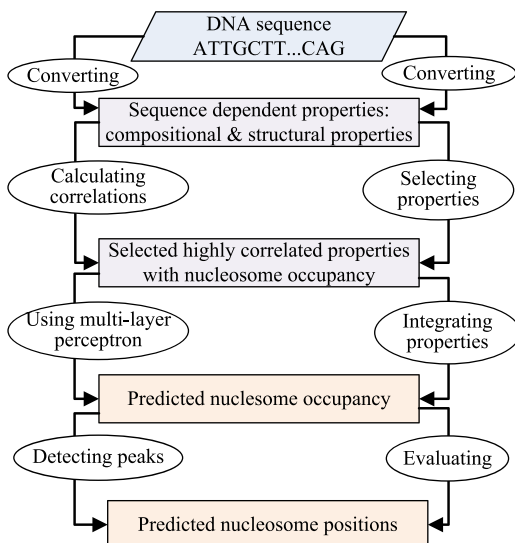 DNA sequence
ATTGCTT...CAG
Converting
Converting
Sequence dependent properties:
compositional & structural properties
Calculating
correlations
Selecting
properties
Selected highly correlated properties
with nucleosome occupancy
Using multi-layer
perceptron
Integrating
properties
Predicted nuclesome occupancy
Detecting peaks
Evaluating
Predicted nucleosome positions